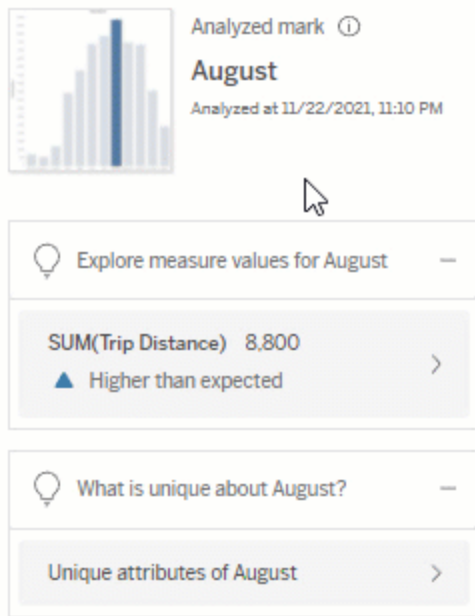 Analyzed mark
August
Analyzed at 11/22/2021, 11:10 PM
Explore measure values for August
SUM(Trip Distance) 8,800
Higher than expected
What is unique about August?
Unique attributes of August